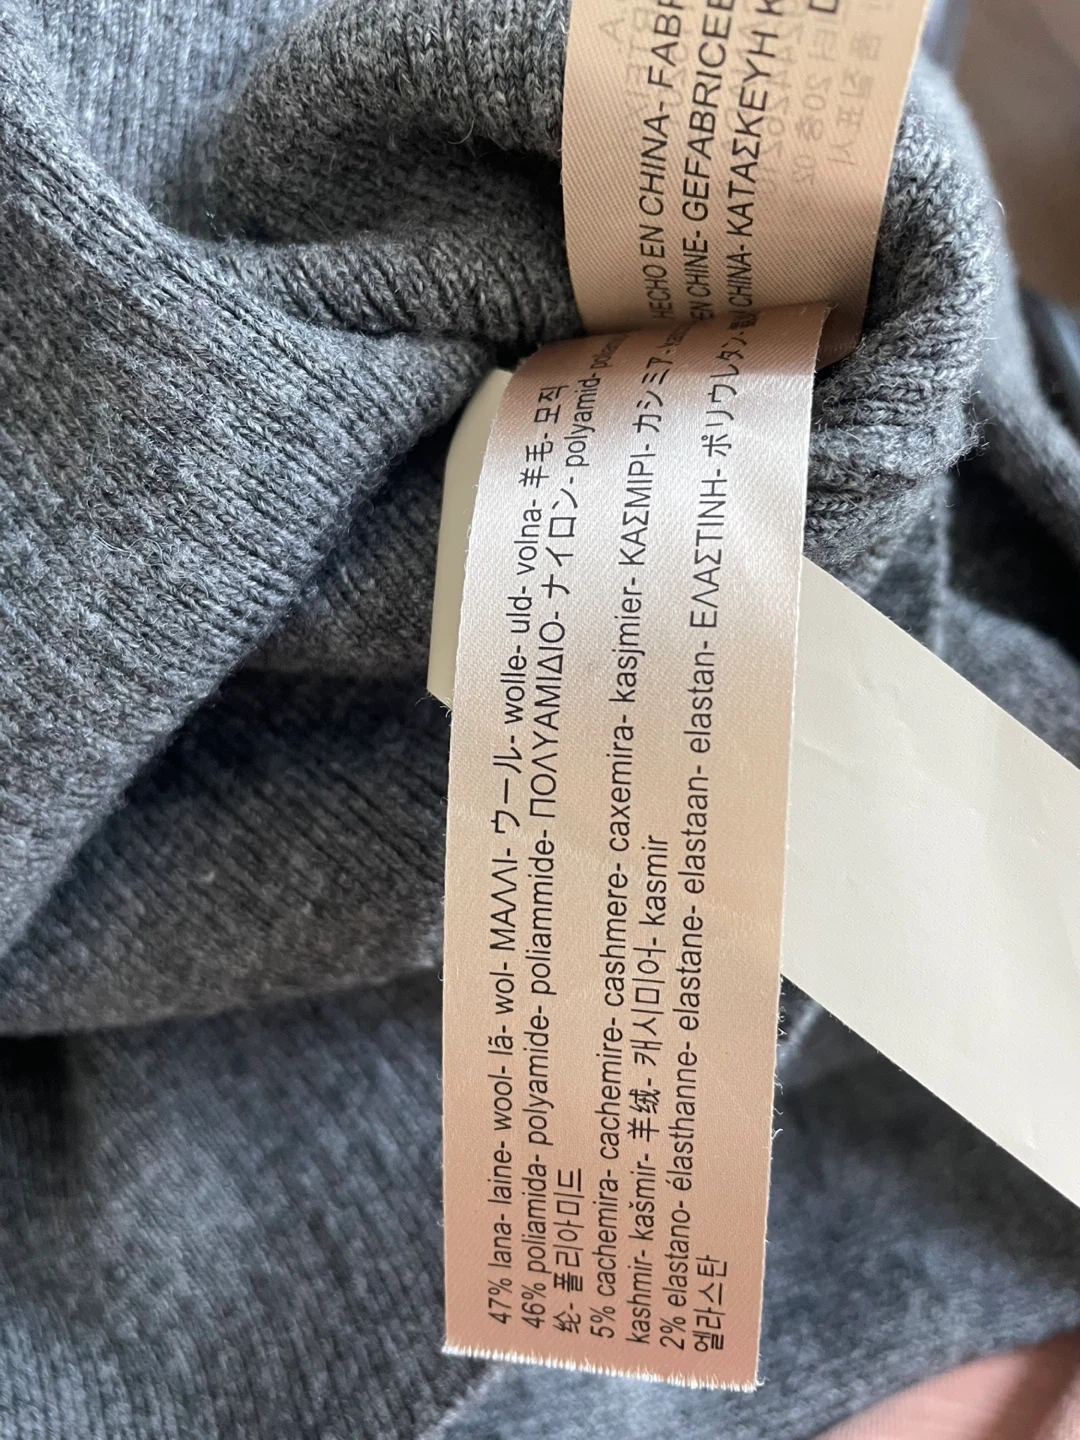 HECHO EN CHINA- FABR
EN CHINE- GEFABRICEE
CHINA- ΚΑΤΑΣΚΕΥΗ Κ
47% lana- laine- wool- lã- wol- ΜΑΛΛΙ- ウール- wolle- uld- volna- 羊毛- 모직
46% poliamida- polyamide- polyamide- poliammide- ΠΟΛΥΑΜΙΔΙΟ- ナイロン- polyamid-
纶- 폴리아미드
5% cachemira- cachemire- cashmere- caxemira- kasjmier- ΚΑΣΜΙΡΙ- カシミア-
kashmir- kašmir- 羊绒- 캐시미어- kasmir
2% elastano- élasthanne- elastane- elastaan- elastan- ΕΛΑΣΤΙΝΗ- ポリウレタン-
엘라스탄